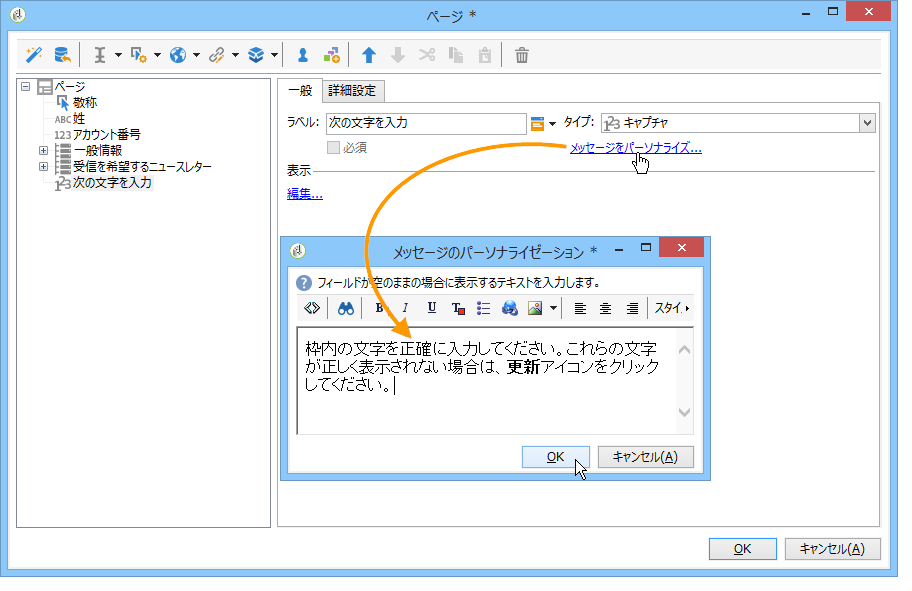 ページ *
ページ
敬称
ABC 姓
123 アカウント番号
一般情報
受信を希望するニュースレター
123 次の文字を入力
一般
詳細設定
ラベル:
次の文字を入力
タイプ:
123 キャプチャ
必須
メッセージをパーソナライズ...
表示
編集...
メッセージのパーソナライゼーション *
フィールドが空のままの場合に表示するテキストを入力します。
B I U T スタイ
枠内の文字を正確に入力してください。これらの文字
が正しく表示されない場合は、更新アイコンをクリック
してください。
OK
キャンセル(A)
OK
キャンセル(A)